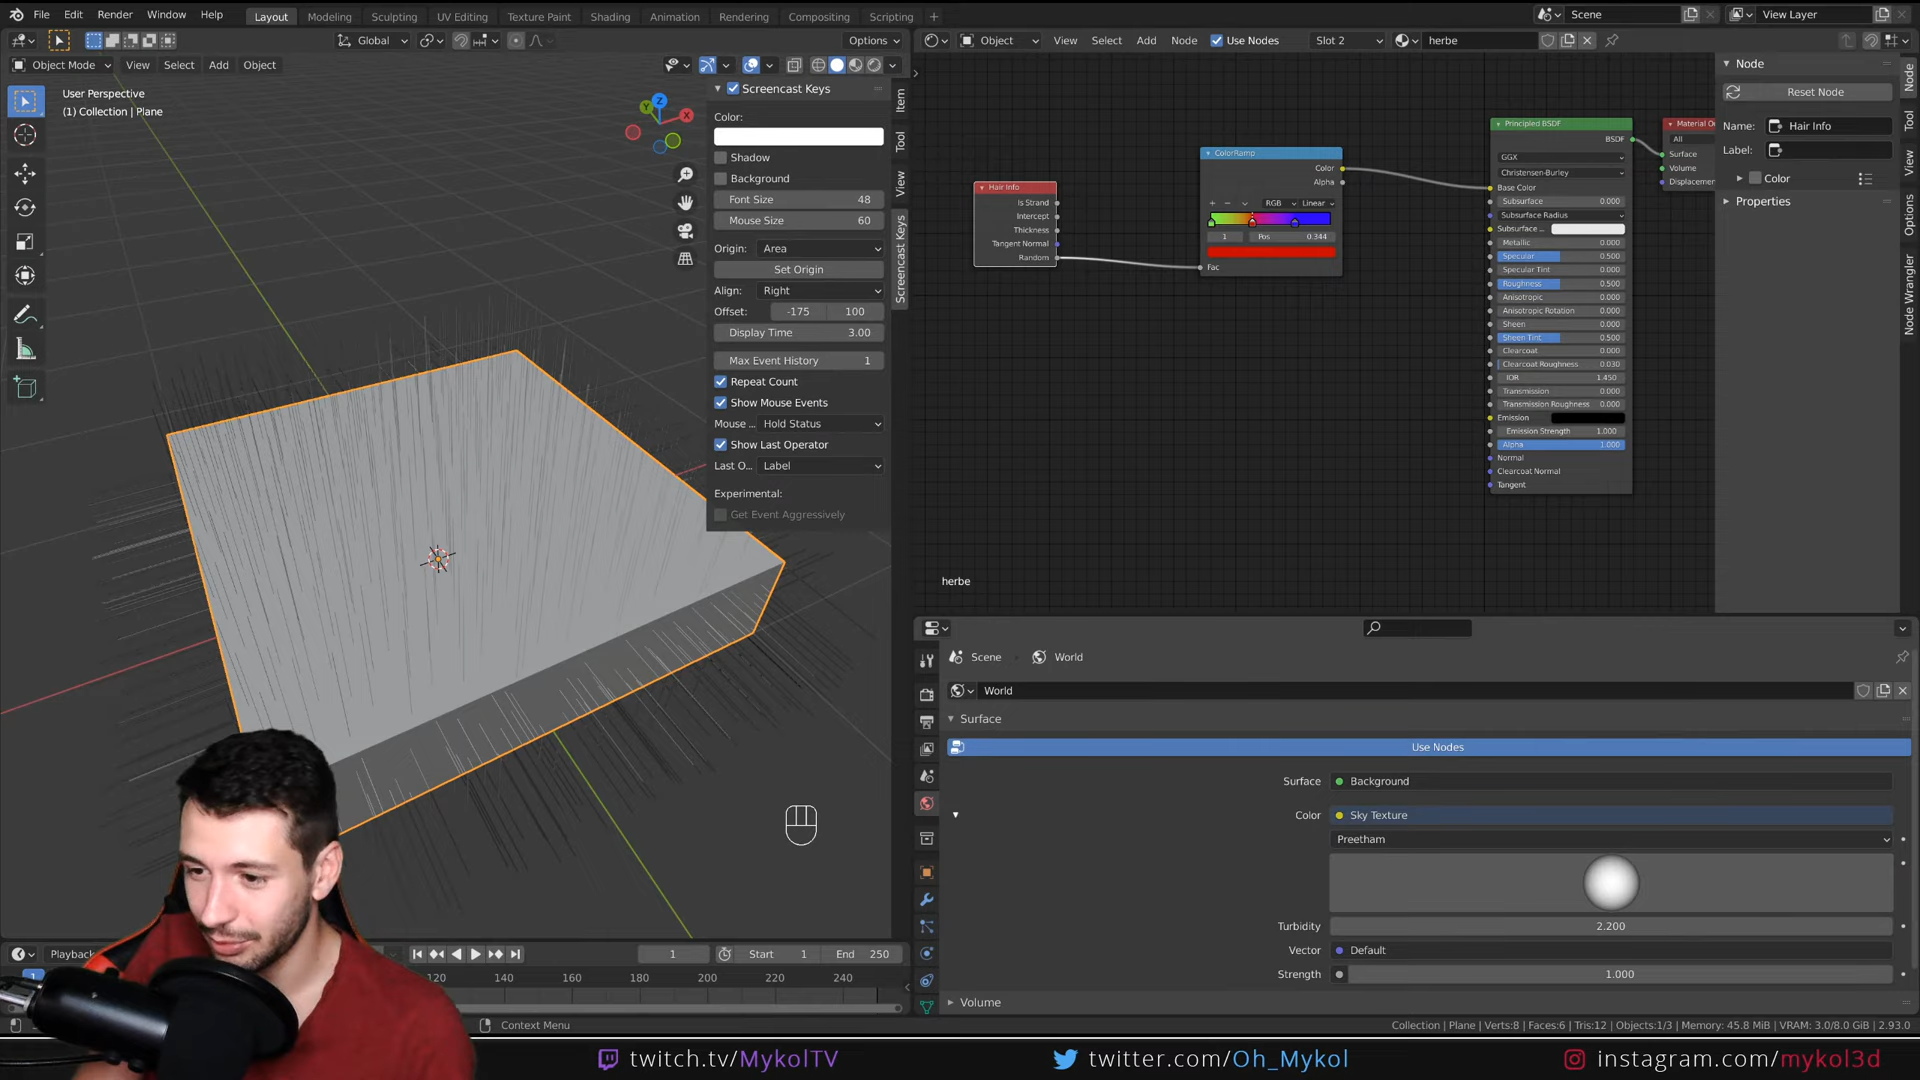 File Edit Render Window Help Layout Modeling Sculpting UV Editing Texture Paint Shading Animation Rendering Compositing Scripting + Scene View Layer
Global Options Object View Select Add Node Use Nodes Slot 2 herbe
Object Mode View Select Add Object
User Perspective
(1) Collection | Plane
Z
Y
X
Screencast Keys
Color:
Shadow
Background
Font Size 48
Mouse Size 60
Origin: Area
Set Origin
Align: Right
Offset: -175 100
Display Time 3.00
Max Event History 1
Repeat Count
Show Mouse Events
Mouse ... Hold Status
Show Last Operator
Last O... Label
Experimental:
Get Event Aggressively
Item
Tool
View
Screencast Keys
Hair Info
Is Strand
Intercept
Thickness
Tangent Normal
Random
ColorRamp
Color
Alpha
RGB Linear
1 Pos 0.344
Fac
Principled BSDF
BSDF
GGX
Christensen-Burley
Base Color
Subsurface 0.000
Subsurface Radius
Subsurface ...
Metallic 0.000
Specular 0.500
Specular Tint 0.000
Roughness 0.500
Anisotropic 0.000
Anisotropic Rotation 0.000
Sheen 0.000
Sheen Tint 0.500
Clearcoat 0.000
Clearcoat Roughness 0.030
IOR 1.450
Transmission 0.000
Transmission Roughness 0.000
Emission
Emission Strength 1.000
Alpha 1.000
Normal
Clearcoat Normal
Tangent
Material Ou
All
Surface
Volume
Displacemen
herbe
Node
Reset Node
Name: Hair Info
Label:
Color
Properties
Node
Tool
View
Options
Node Wrangler
Scene World
World
Surface
Use Nodes
Surface Background
Color Sky Texture
Preetham
Turbidity 2.200
Vector Default
Strength 1.000
Volume
Playback 1 Start 1 End 250
1 120 140 160 180 200 220 240
Context Menu
Collection | Plane | Verts:8 | Faces:6 | Tris:12 | Objects:1/3 | Memory: 45.8 MiB | VRAM: 3.0/8.0 GiB | 2.93.0
twitch.tv/MykolTV twitter.com/Oh_Mykol instagram.com/mykol3d